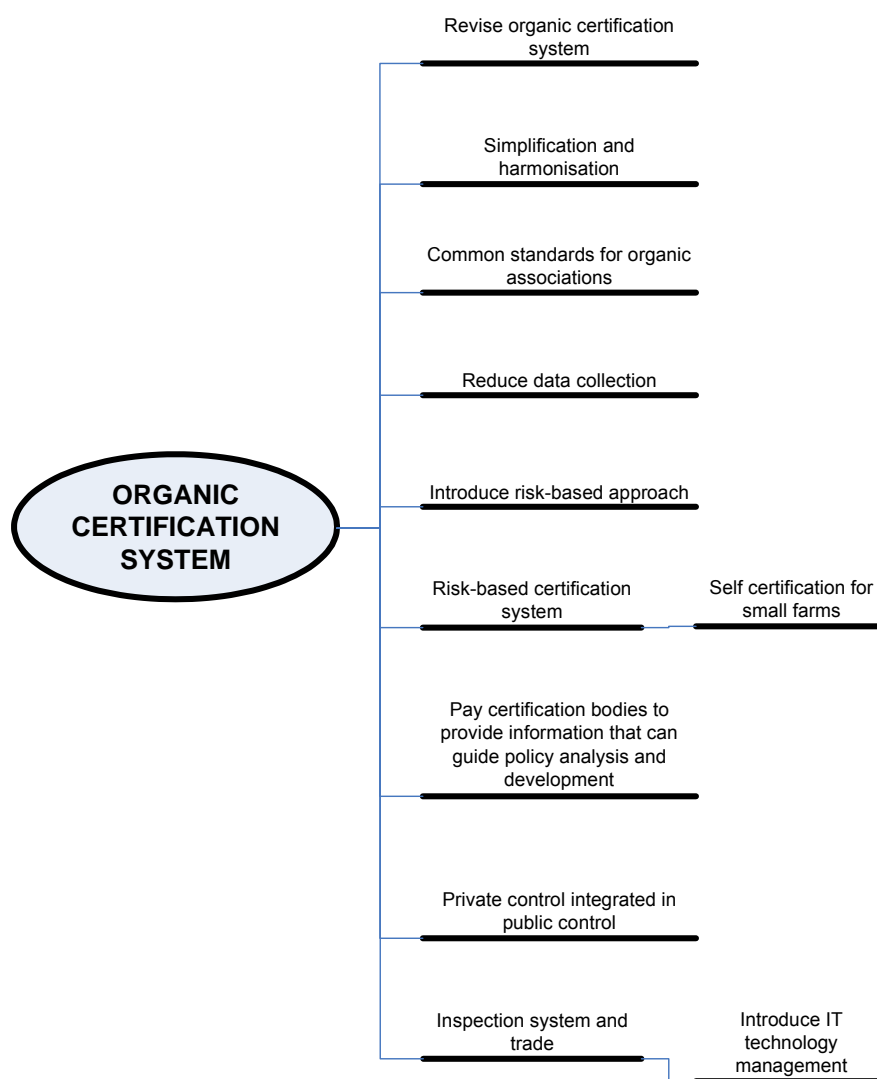 Revise organic certification
system
Simplification and
harmonisation
Common standards for organic
associations
Reduce data collection
ORGANIC
CERTIFICATION
SYSTEM
Introduce risk-based approach
Risk-based certification
system
Self certification for
small farms
Pay certification bodies to
provide information that can
guide policy analysis and
development
Private control integrated in
public control
Inspection system and
trade
Introduce IT
technology
management